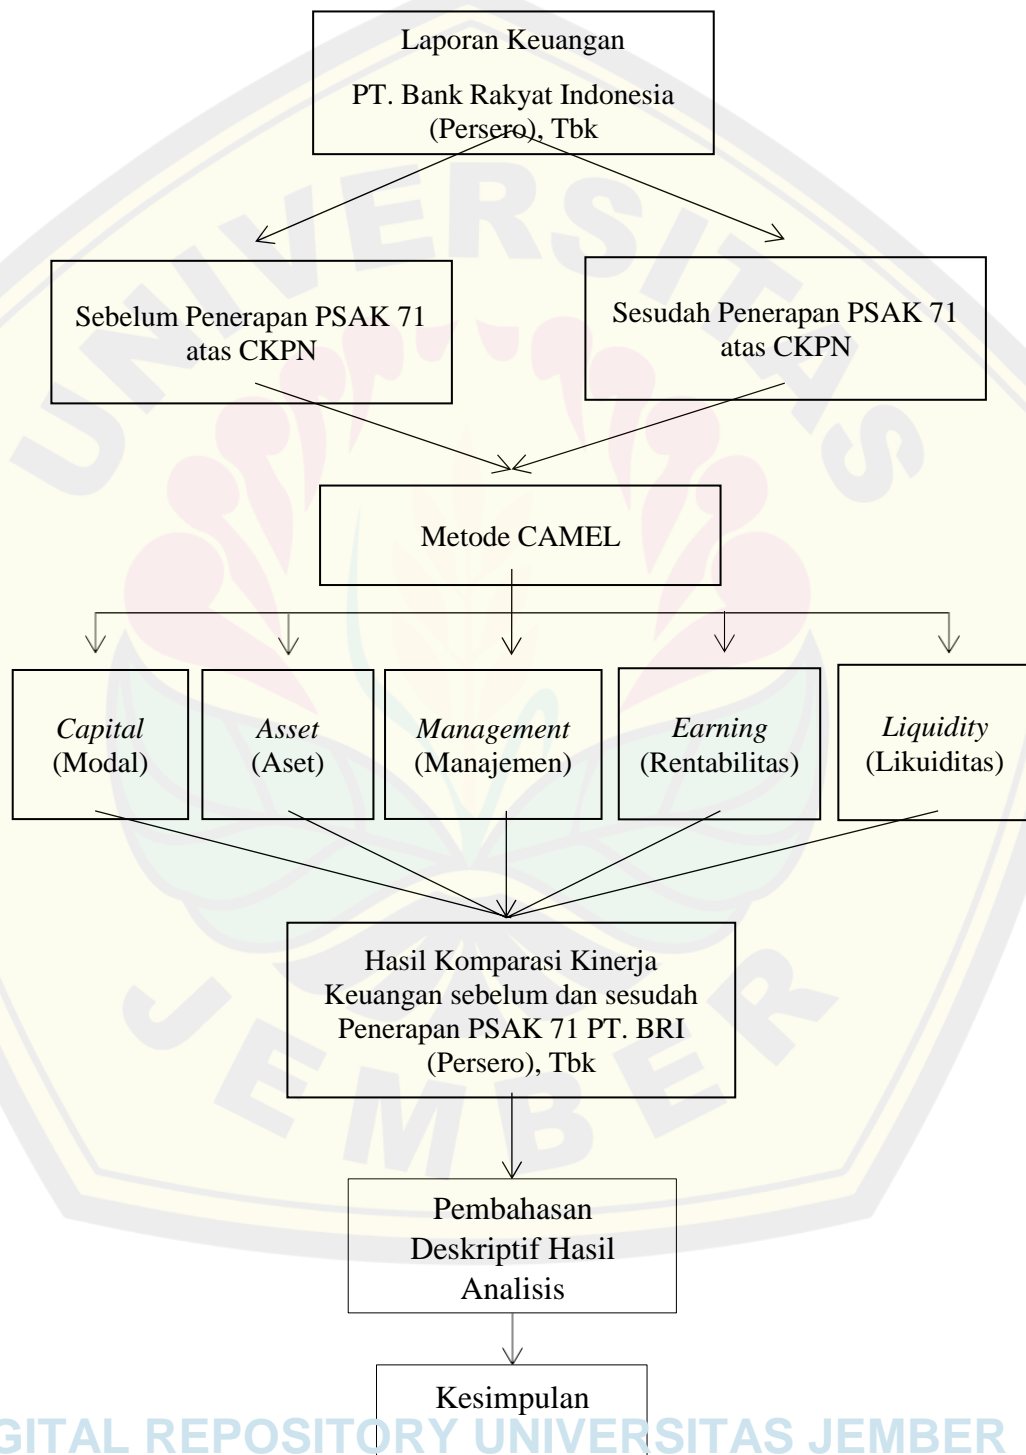 Laporan Keuangan
PT. Bank Rakyat Indonesia
(Persero), Tbk
Sebelum Penerapan PSAK 71
atas CKPN
Sesudah Penerapan PSAK 71
atas CKPN
Metode CAMEL
Capital
(Modal)
Asset
(Aset)
Management
(Manajemen)
Earning
(Rentabilitas)
Liquidity
(Likuiditas)
Hasil Komparasi Kinerja
Keuangan sebelum dan sesudah
Penerapan PSAK 71 PT. BRI
(Persero), Tbk
Pembahasan
Deskriptif Hasil
Analisis
Kesimpulan
UNIVERSITAS
JEMBER
GITAL REPOSITORY UNIVERSITAS JEMBER